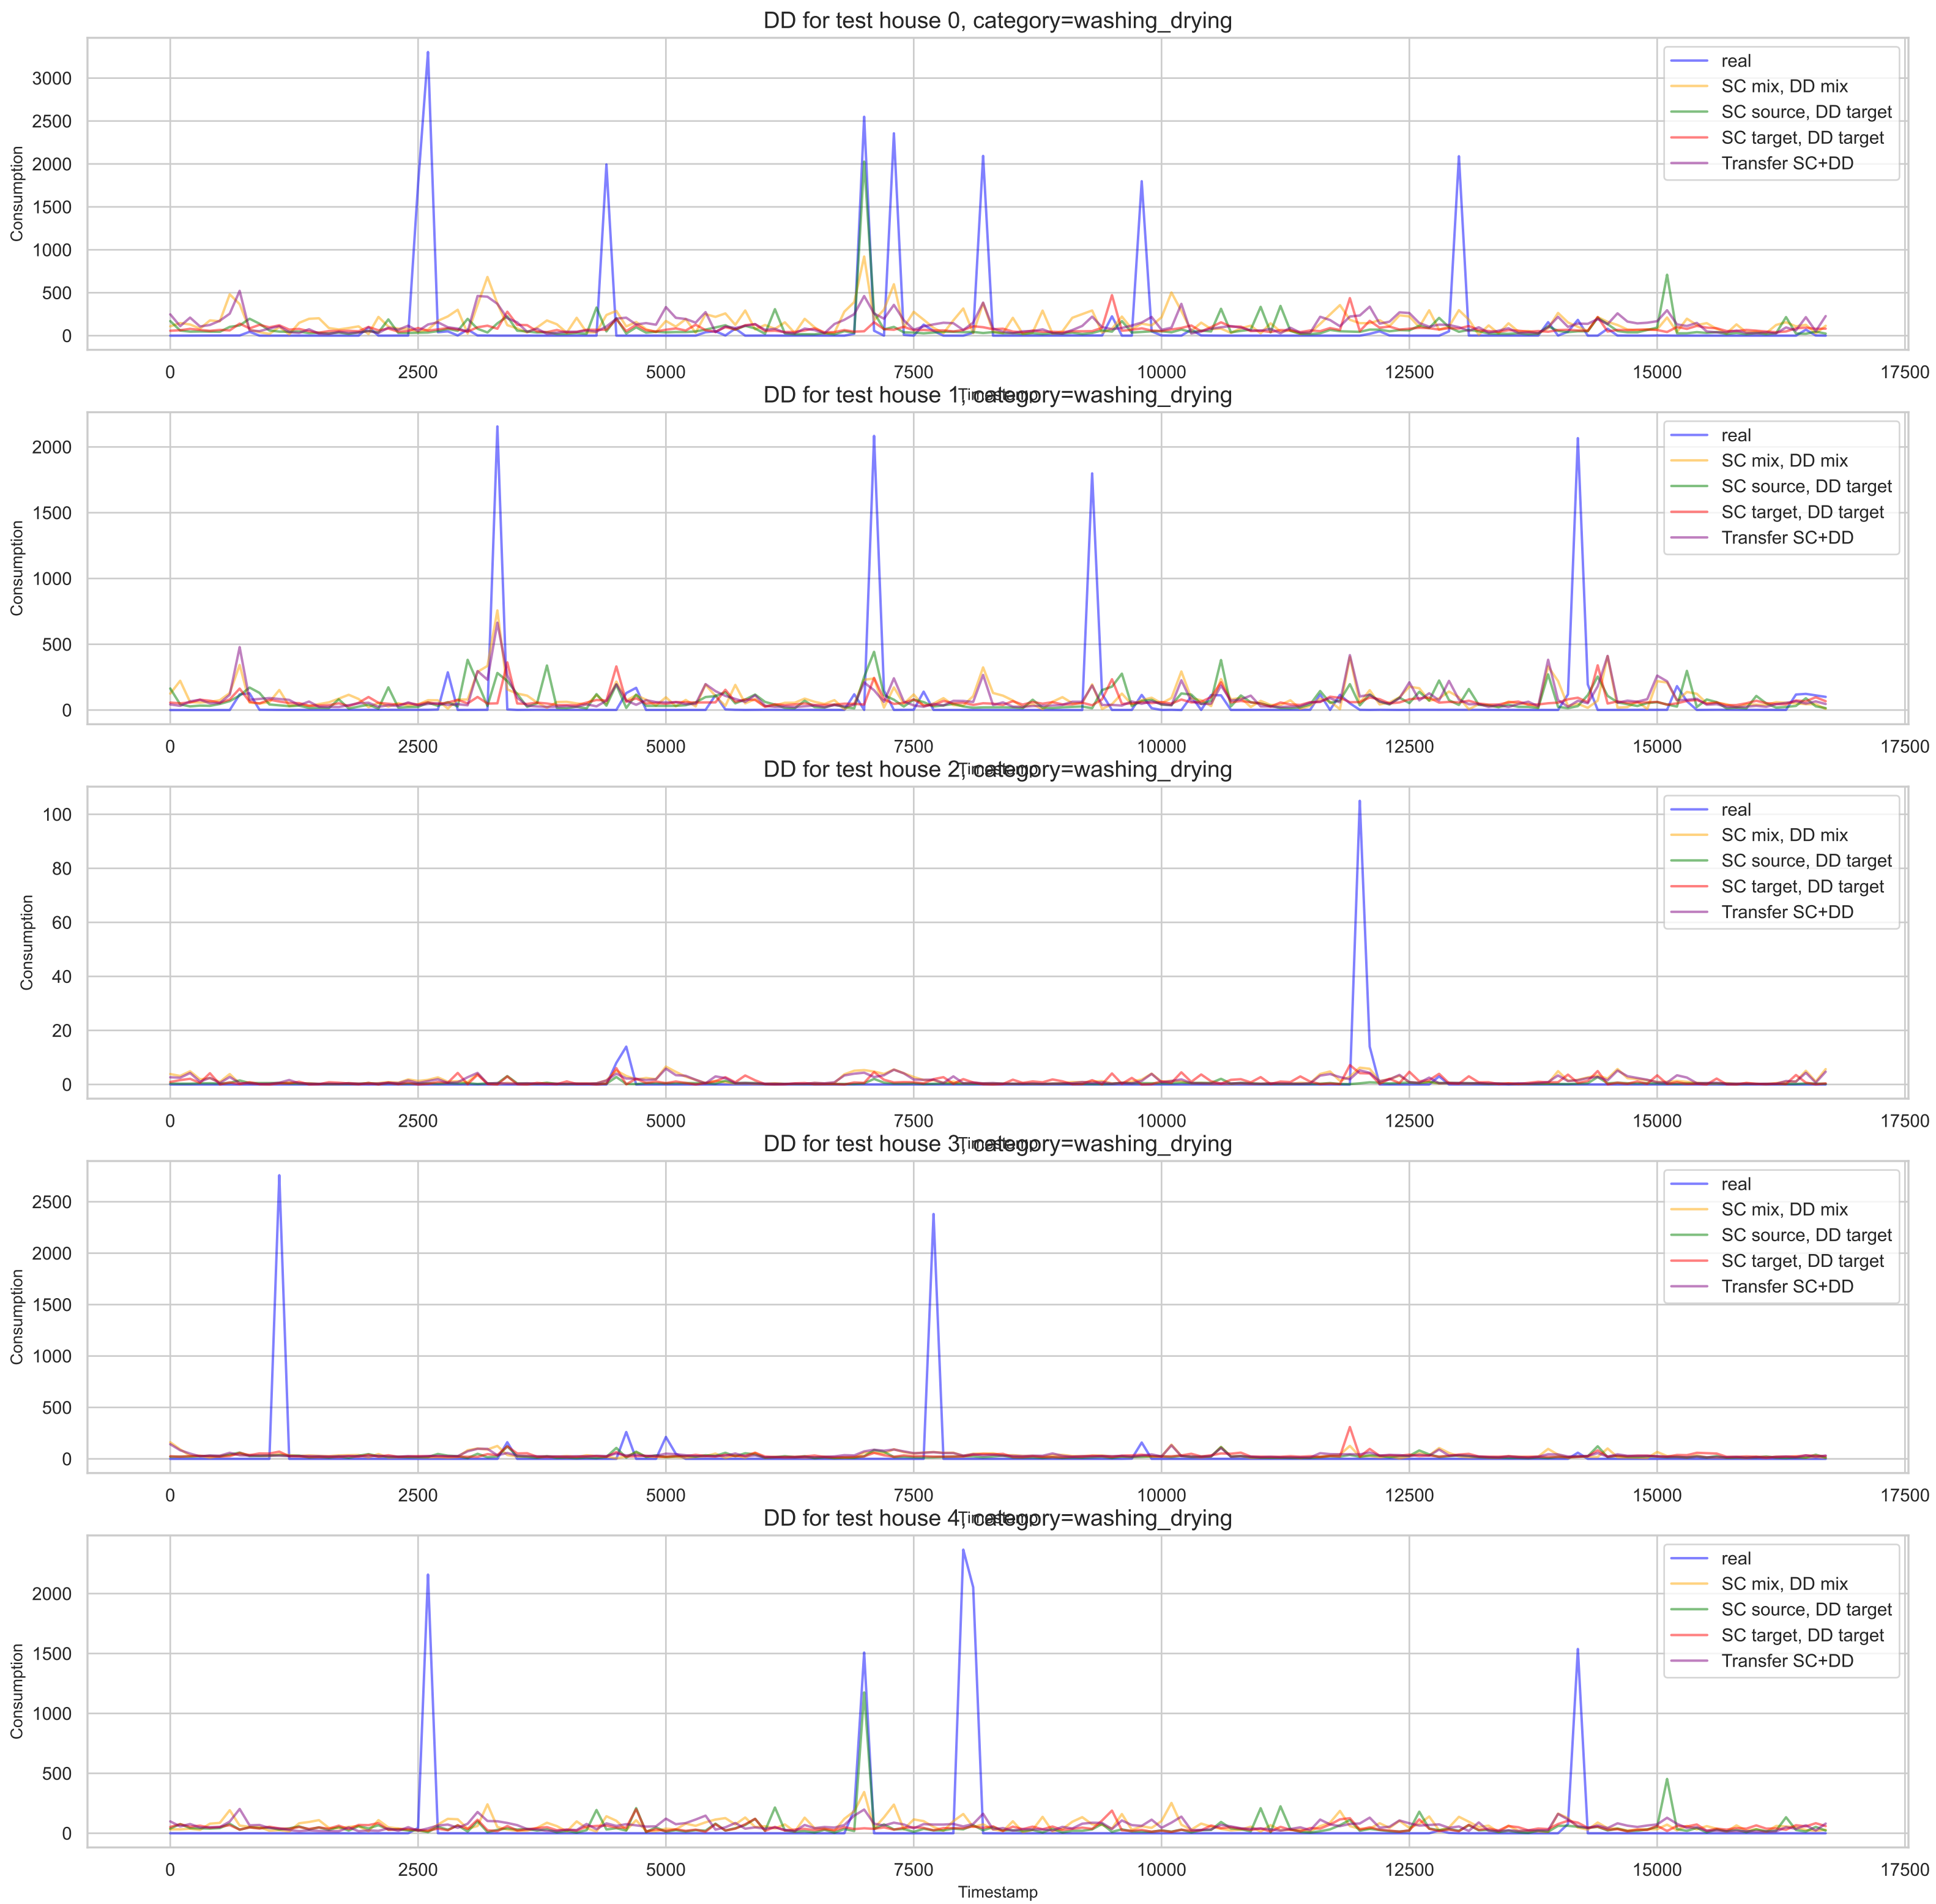 DD for test house 0, category=washing_drying
3000
2500
2000
1500
1000
500
0
Consumption
real
SC mix, DD mix
SC source, DD target
SC target, DD target
Transfer SC+DD
0 2500 5000 7500 10000 12500 15000 17500
Timestamp
DD for test house 1, category=washing_drying
2000
1500
1000
500
0
Consumption
real
SC mix, DD mix
SC source, DD target
SC target, DD target
Transfer SC+DD
0 2500 5000 7500 10000 12500 15000 17500
Timestamp
DD for test house 2, category=washing_drying
100
80
60
40
20
0
Consumption
real
SC mix, DD mix
SC source, DD target
SC target, DD target
Transfer SC+DD
0 2500 5000 7500 10000 12500 15000 17500
Timestamp
DD for test house 3, category=washing_drying
2500
2000
1500
1000
500
0
Consumption
real
SC mix, DD mix
SC source, DD target
SC target, DD target
Transfer SC+DD
0 2500 5000 7500 10000 12500 15000 17500
Timestamp
DD for test house 4, category=washing_drying
2000
1500
1000
500
0
Consumption
real
SC mix, DD mix
SC source, DD target
SC target, DD target
Transfer SC+DD
0 2500 5000 7500 10000 12500 15000 17500
Timestamp